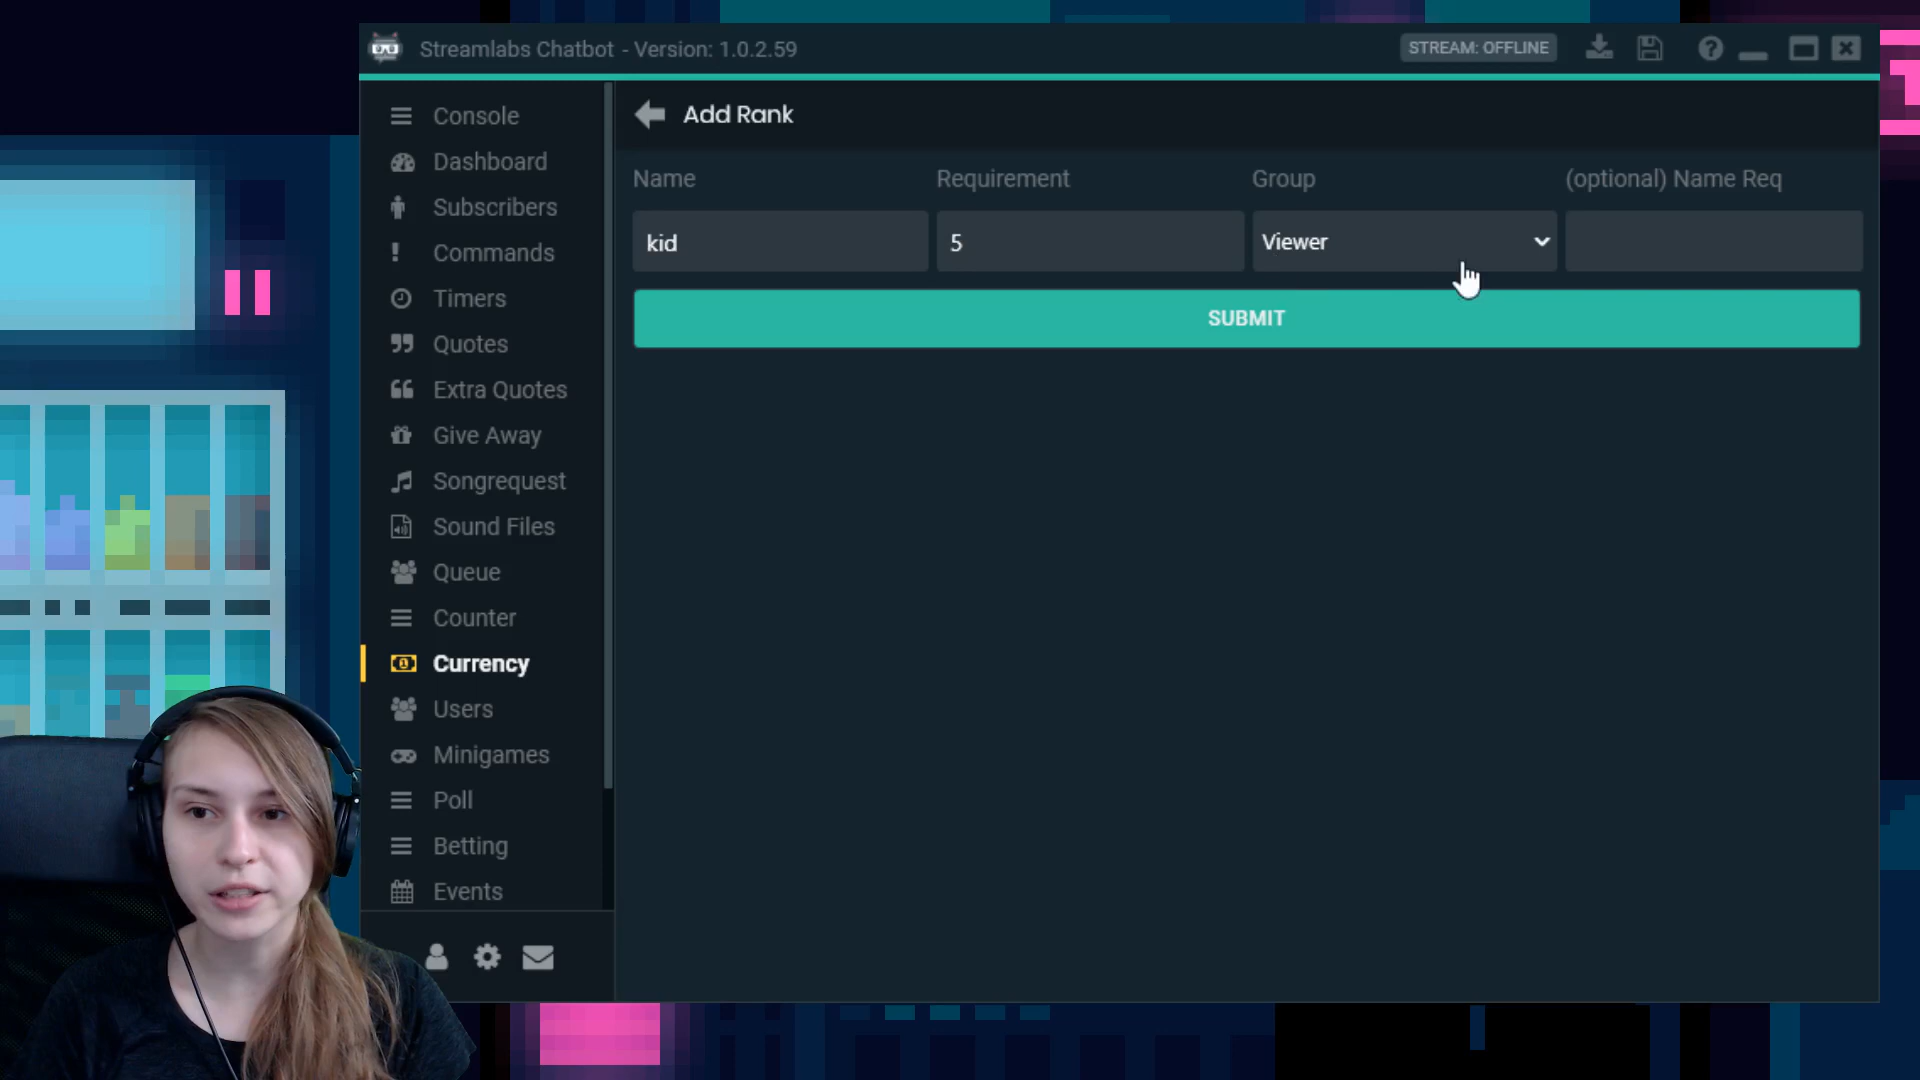 Streamlabs Chatbot - Version: 1.0.2.59
STREAM: OFFLINE
Add Rank
Name
Requirement
Group
(optional) Name Req
kid
5
Viewer
SUBMIT
Console
Dashboard
Subscribers
Commands
Timers
Quotes
Extra Quotes
Give Away
Songrequest
Sound Files
Queue
Counter
Currency
Users
Minigames
Poll
Betting
Events